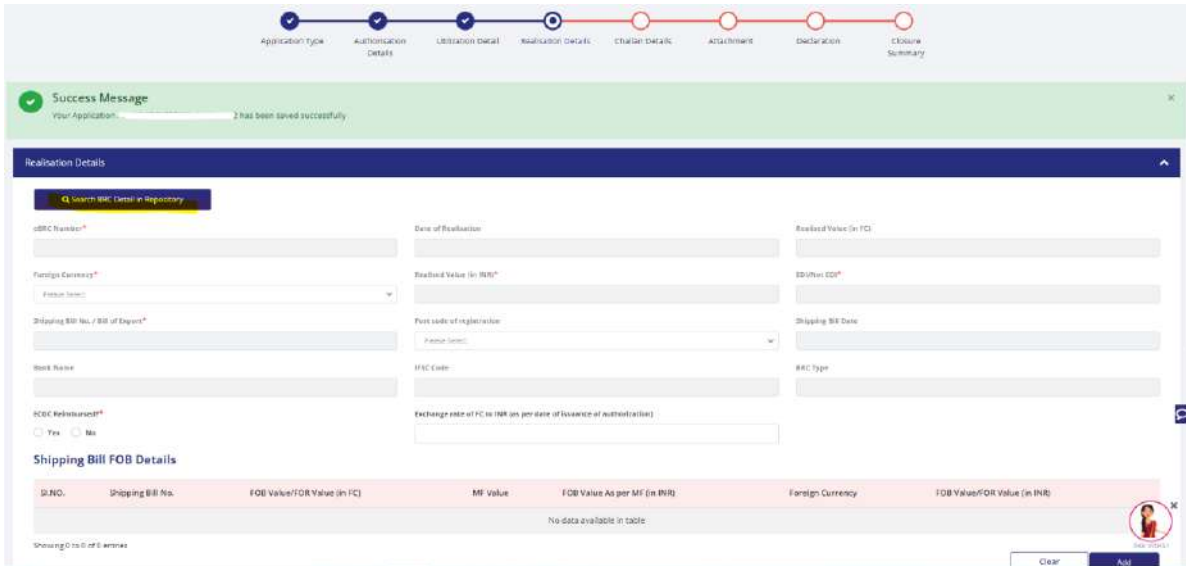 Application Type
Authorisation Details
Utilization Detail
Realisation Details
Challan Details
Attachment
Declaration
Closure Summary
Success Message
Your Application. 2 has been saved successfully
Realisation Details
Search BRC Detail in Repository
eBRC Number*
Date of Realisation
Realised Value (in FC)
Foreign Currency*
Realised Value (in INR)*
EDI/Non EDI*
Please Select
Shipping Bill No. / Bill of Export*
Port code of registration
Shipping Bill Date
Please Select
Bank Name
IFSC Code
BRC Type
ECGC Reimbursed?*
Exchange rate of FC to INR (as per date of issuance of authorization)
Yes No
Shipping Bill FOB Details
Sl.NO. Shipping Bill No. FOB Value/FOR Value (in FC) MF Value FOB Value As per MF (in INR) Foreign Currency FOB Value/FOR Value (in INR)
No data available in table
Showing 0 to 0 of 0 entries
Clear
Add